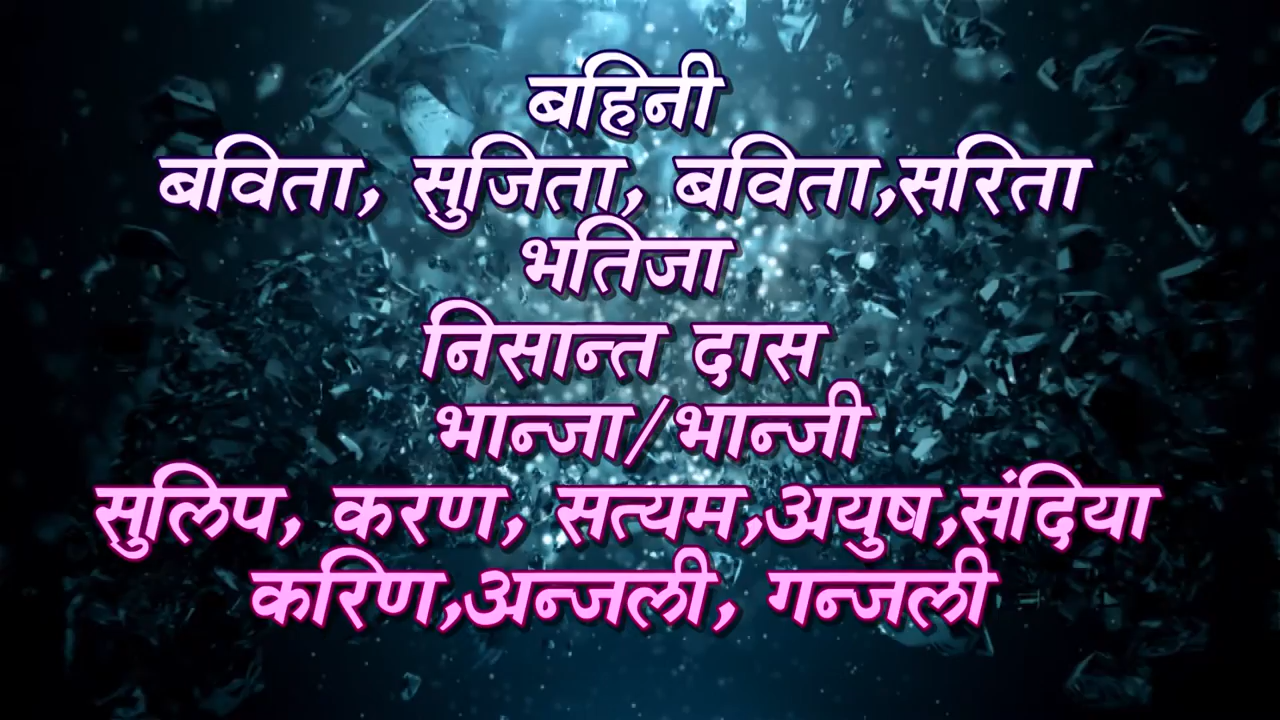 बहिनी
बविता, सुजिता, बविता,सरिता
भतिजा
निसान्त दास
भान्जा/भान्जी
सुलिप, करण, सत्यम,अयुष,संदिया
करिण,अन्जली, गन्जली